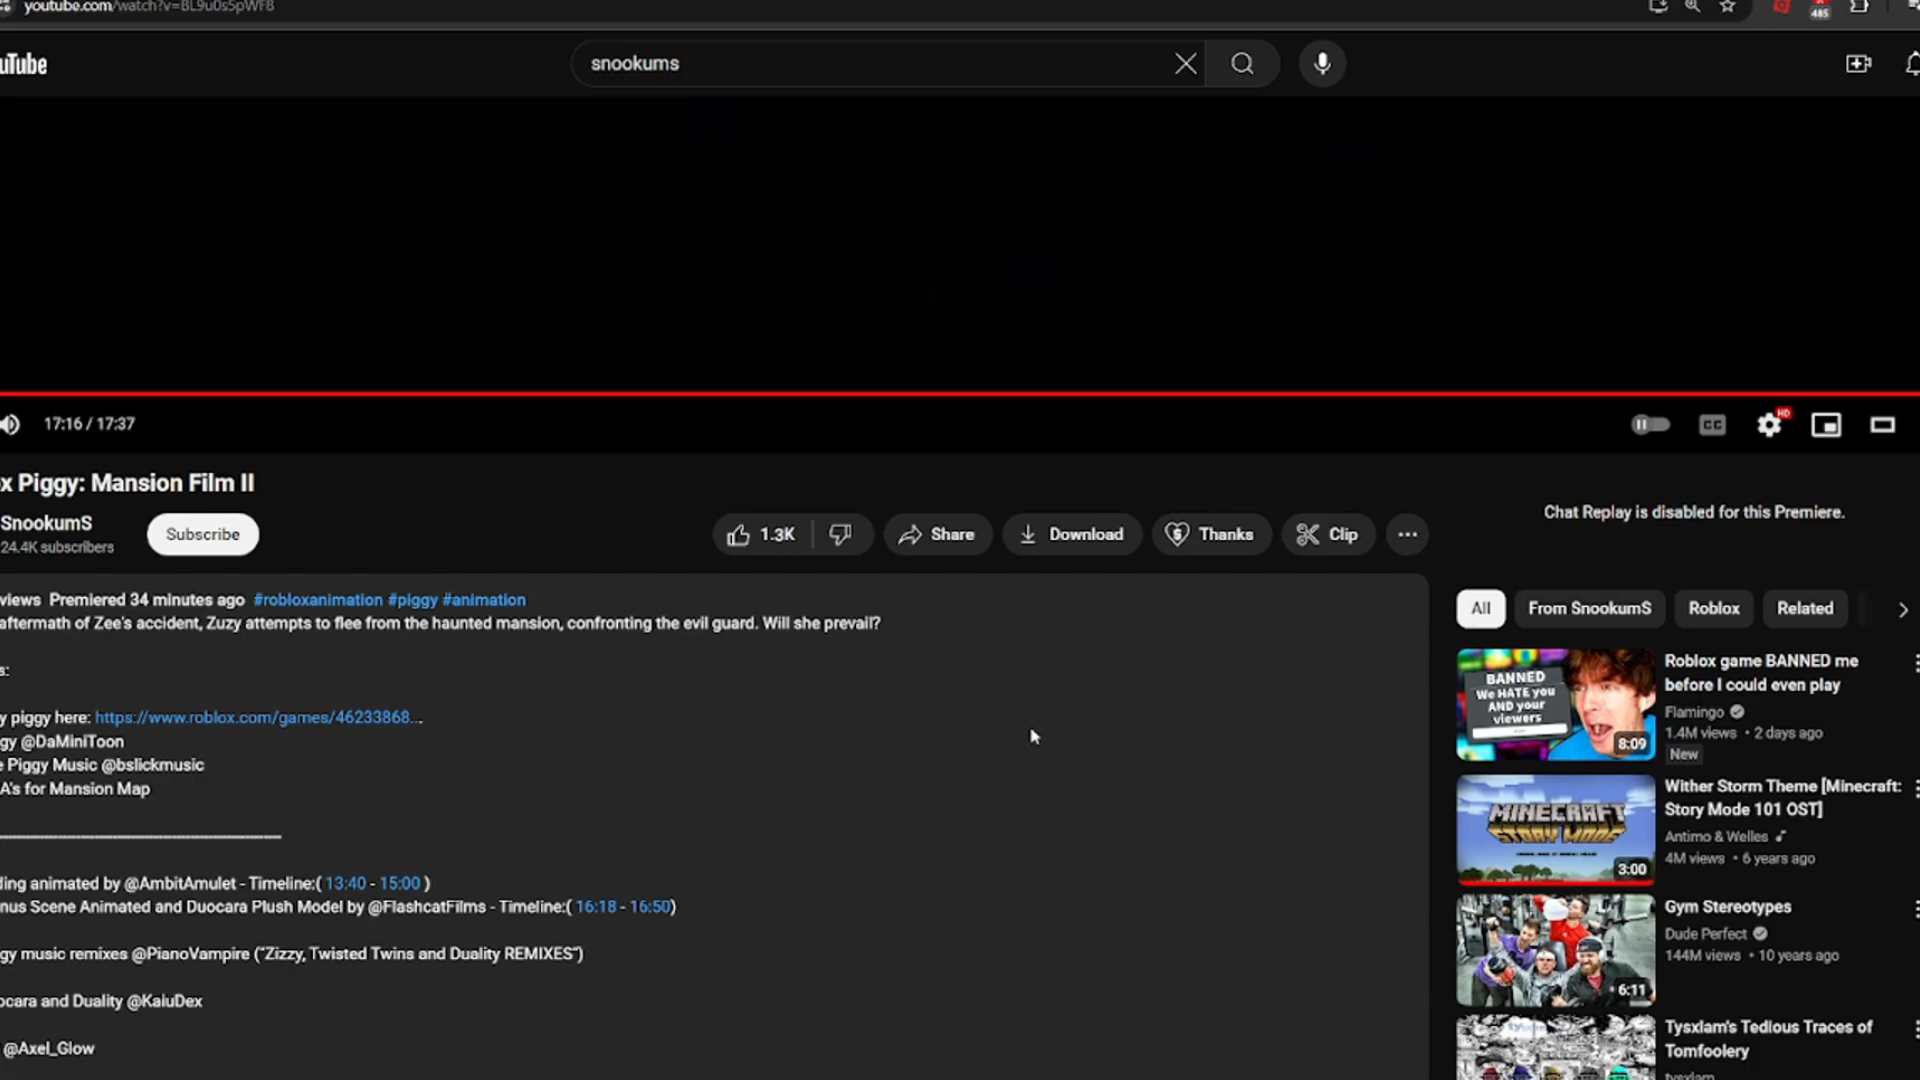 youtube.com/watch?v=BL9u0s5pWF8
485
uTube
snookums
17:16 / 17:37
CC
HD
x Piggy: Mansion Film II
SnookumS
24.4K subscribers
Subscribe
1.3K
Share
Download
Thanks
Clip
Chat Replay is disabled for this Premiere.
views Premiered 34 minutes ago #robloxanimation #piggy #animation
aftermath of Zee's accident, Zuzy attempts to flee from the haunted mansion, confronting the evil guard. Will she prevail?
s:
y piggy here: https://www.roblox.com/games/46233868...
gy @DaMiniToon
e Piggy Music @bslickmusic
A's for Mansion Map
ding animated by @AmbitAmulet - Timeline:( 13:40 - 15:00 )
nus Scene Animated and Duocara Plush Model by @FlashcatFilms - Timeline:( 16:18 - 16:50)
gy music remixes @PianoVampire ("Zizzy, Twisted Twins and Duality REMIXES")
ocara and Duality @KaiuDex
@Axel_Glow
All
From SnookumS
Roblox
Related
BANNED
We HATE you
AND your
viewers
8:09
Roblox game BANNED me
before I could even play
Flamingo
1.4M views • 2 days ago
New
MINECRAFT
STORY MODE
3:00
Wither Storm Theme [Minecraft:
Story Mode 101 OST]
Antimo & Welles
4M views • 6 years ago
6:11
Gym Stereotypes
Dude Perfect
144M views • 10 years ago
Tysxlam's Tedious Traces of
Tomfoolery
tysxlam